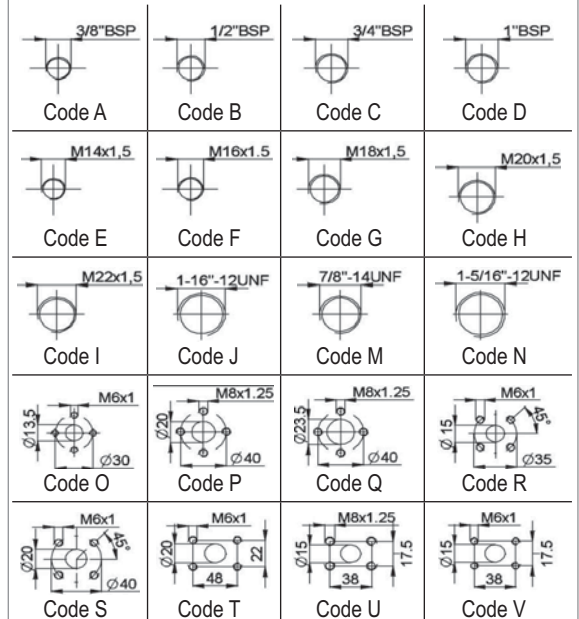 3/8"BSP 1/2"BSP 3/4"BSP 1"BSP
Code A Code B Code C Code D
M14x1,5 M16x1.5 M18x1,5 M20x1,5
Code E Code F Code G Code H
M22x1,5 1-16"-12UNF 7/8"-14UNF 1-5/16"-12UNF
Code I Code J Code M Code N
M6x1 M8x1.25 M8x1.25 M6x1
Ø13.5 Ø20 Ø23.5 Ø15 45°
Ø30 Ø40 Ø40 Ø35
Code O Code P Code Q Code R
M6x1 M6x1 M8x1.25 M6x1
Ø20 45° Ø20 22 Ø15 17.5 Ø15 17.5
Ø40 48 38 38
Code S Code T Code U Code V